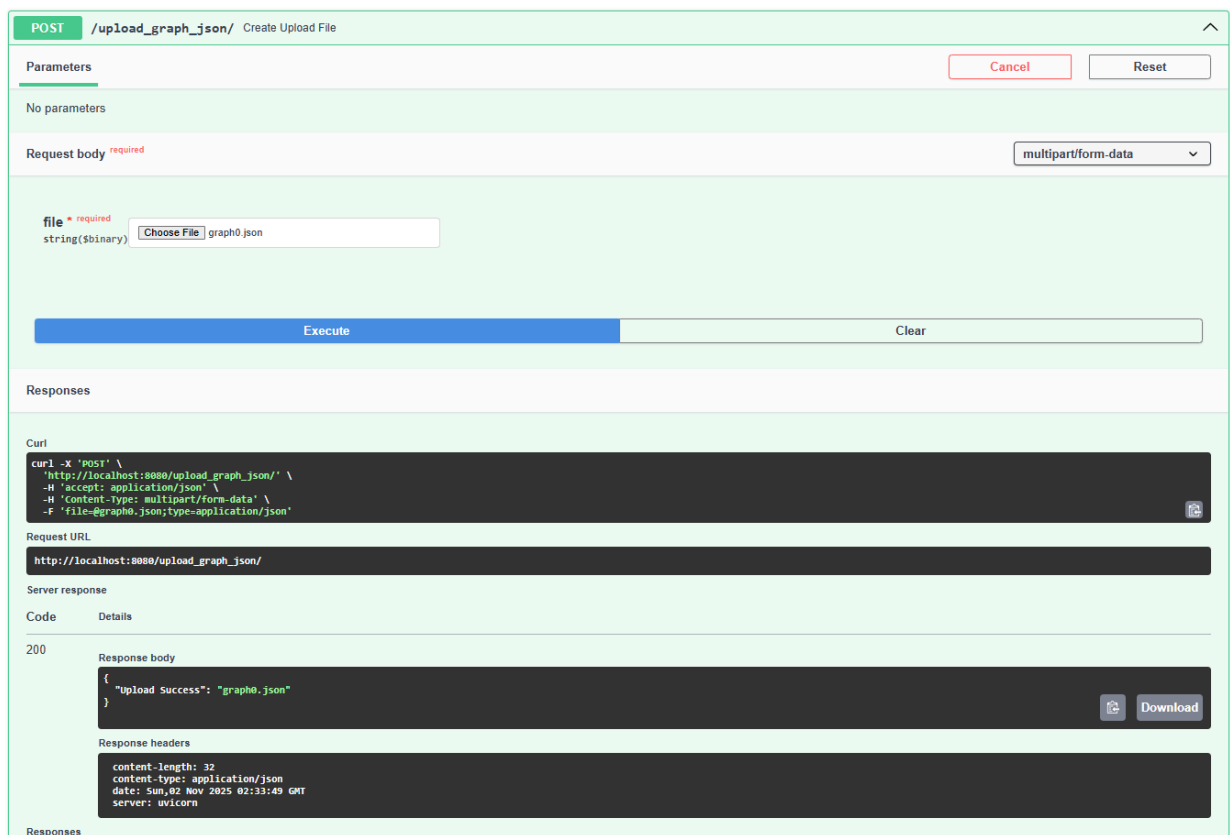 POST /upload_graph_json/ Create Upload File
Parameters Cancel Reset
No parameters
Request body required multipart/form-data
file * required
string($binary) Choose File graph0.json
Execute Clear
Responses
Curl
curl -X 'POST' \
  'http://localhost:8080/upload_graph_json/' \
  -H 'accept: application/json' \
  -H 'Content-Type: multipart/form-data' \
  -F 'file=@graph0.json;type=application/json'
Request URL
http://localhost:8080/upload_graph_json/
Server response
Code Details
200
Response body
{
  "Upload Success": "graph0.json"
}
Download
Response headers
content-length: 32
content-type: application/json
date: Sun,02 Nov 2025 02:33:49 GMT
server: uvicorn
Responses